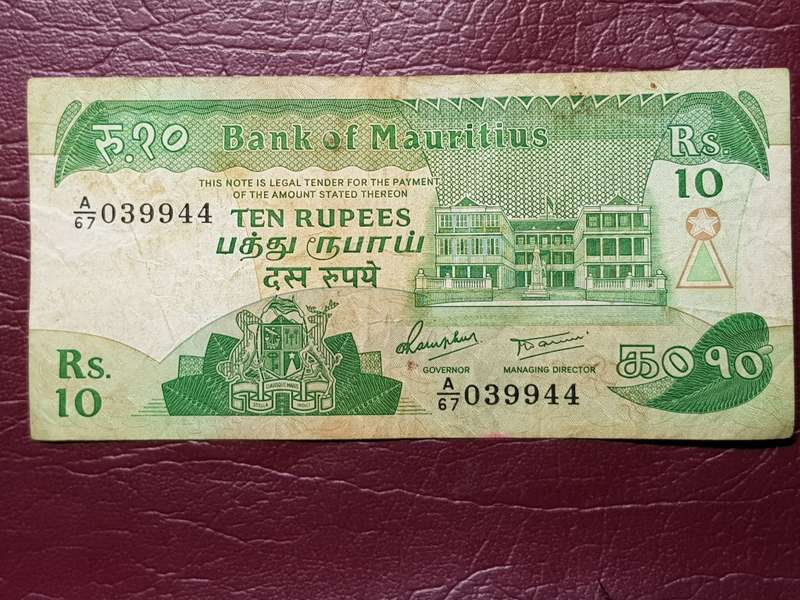 रु.१० Bank of Mauritius Rs. 10
THIS NOTE IS LEGAL TENDER FOR THE PAYMENT
OF THE AMOUNT STATED THEREON
A/67 039944
TEN RUPEES
பத்து ரூபாய்
दस रुपये
Rs. 10
GOVERNOR MANAGING DIRECTOR
A/67 039944